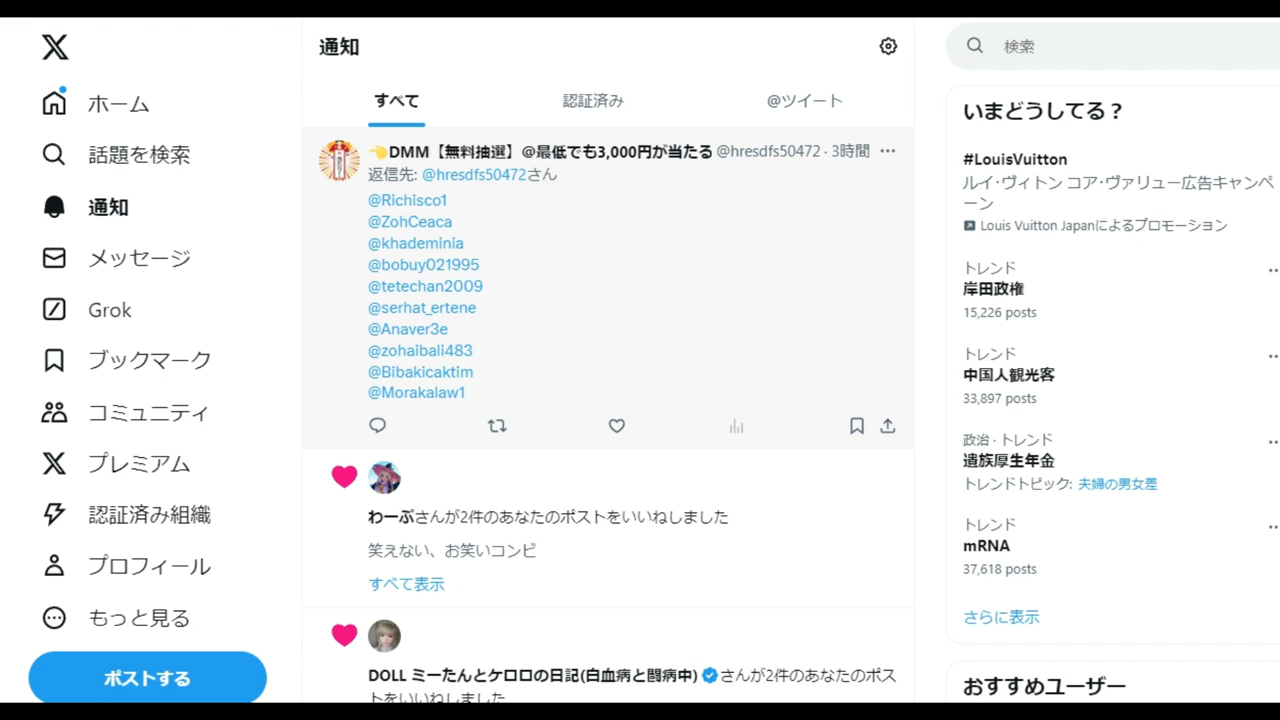 ホーム
話題を検索
通知
メッセージ
Grok
ブックマーク
コミュニティ
プレミアム
認証済み組織
プロフィール
もっと見る
ポストする
通知
すべて
認証済み
@ツイート
👈DMM【無料抽選】@最低でも3,000円が当たる @hresdfs50472 · 3時間
返信先: @hresdfs50472さん
@Richisco1
@ZohCeaca
@khademinia
@bobuy021995
@tetechan2009
@serhat_ertene
@Anaver3e
@zohaibali483
@Bibakicaktim
@Morakalaw1
わーぷさんが2件のあなたのポストをいいねしました
笑えない、お笑いコンビ
すべて表示
DOLL ミーたんとケロロの日記(白血病と闘病中) さんが2件のあなたのポス
トをいいねしました
検索
いまどうしてる？
#LouisVuitton
ルイ･ヴィトン コア･ヴァリュー広告キャンペ
ーン
Louis Vuitton Japanによるプロモーション
トレンド
岸田政権
15,226 posts
トレンド
中国人観光客
33,897 posts
政治 · トレンド
遺族厚生年金
トレンドトピック: 夫婦の男女差
トレンド
mRNA
37,618 posts
さらに表示
おすすめユーザー